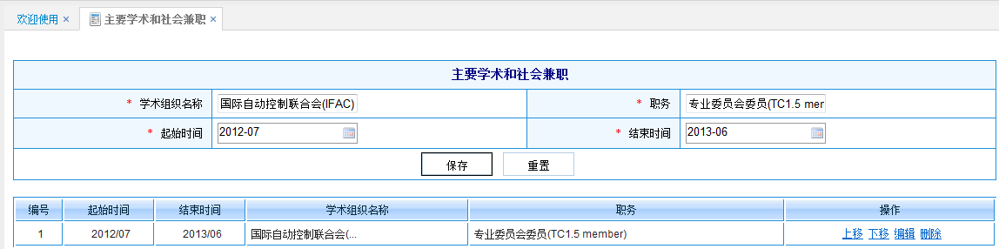 欢迎使用 × 主要学术和社会兼职 ×
主要学术和社会兼职
* 学术组织名称 国际自动控制联合会(IFAC) * 职务 专业委员会委员(TC1.5 mer
* 起始时间 2012-07 * 结束时间 2013-06
保存 重置
编号 起始时间 结束时间 学术组织名称 职务 操作
1 2012/07 2013/06 国际自动控制联合会(... 专业委员会委员(TC1.5 member) 上移 下移 编辑 删除